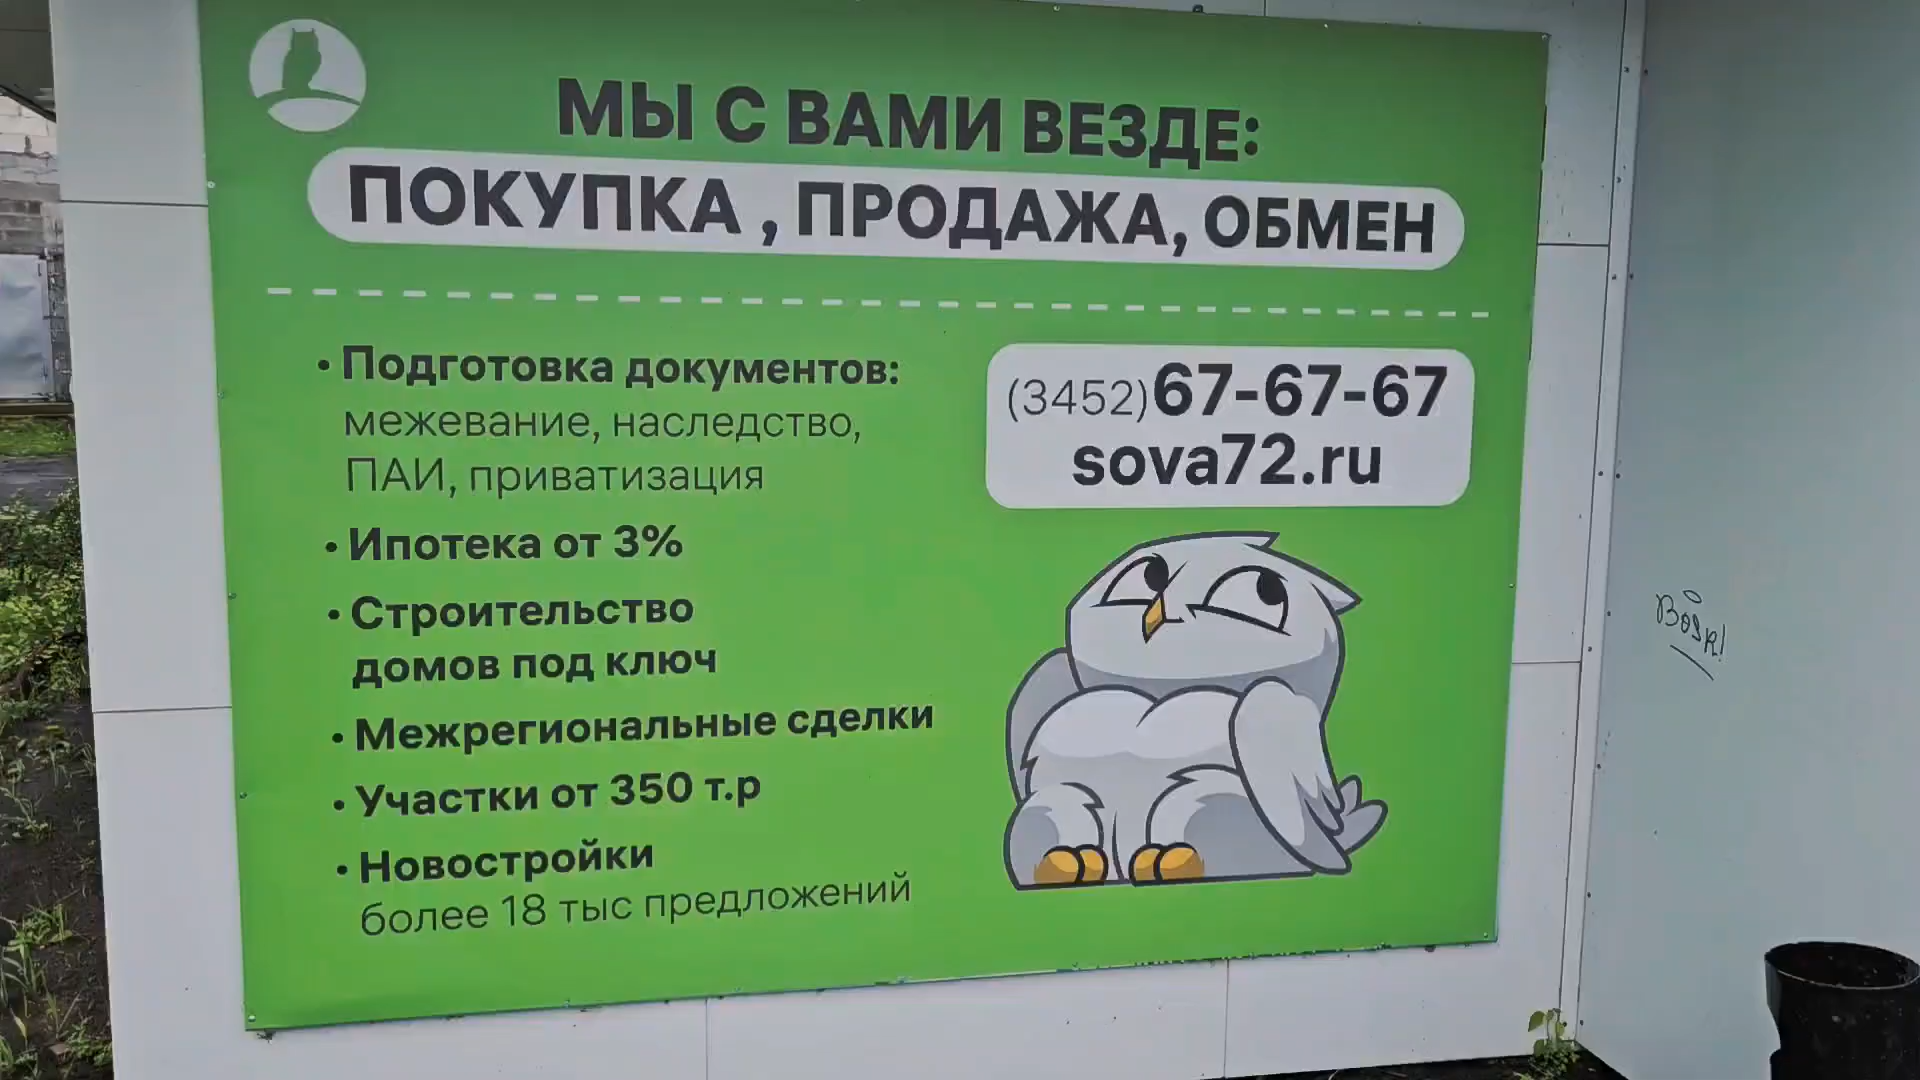 МЫ С ВАМИ ВЕЗДЕ:
ПОКУПКА , ПРОДАЖА, ОБМЕН
• Подготовка документов:
межевание, наследство,
ПАИ, приватизация
• Ипотека от 3%
• Строительство
домов под ключ
• Межрегиональные сделки
• Участки от 350 т.р
• Новостройки
более 18 тыс предложений
(3452)67-67-67
sova72.ru